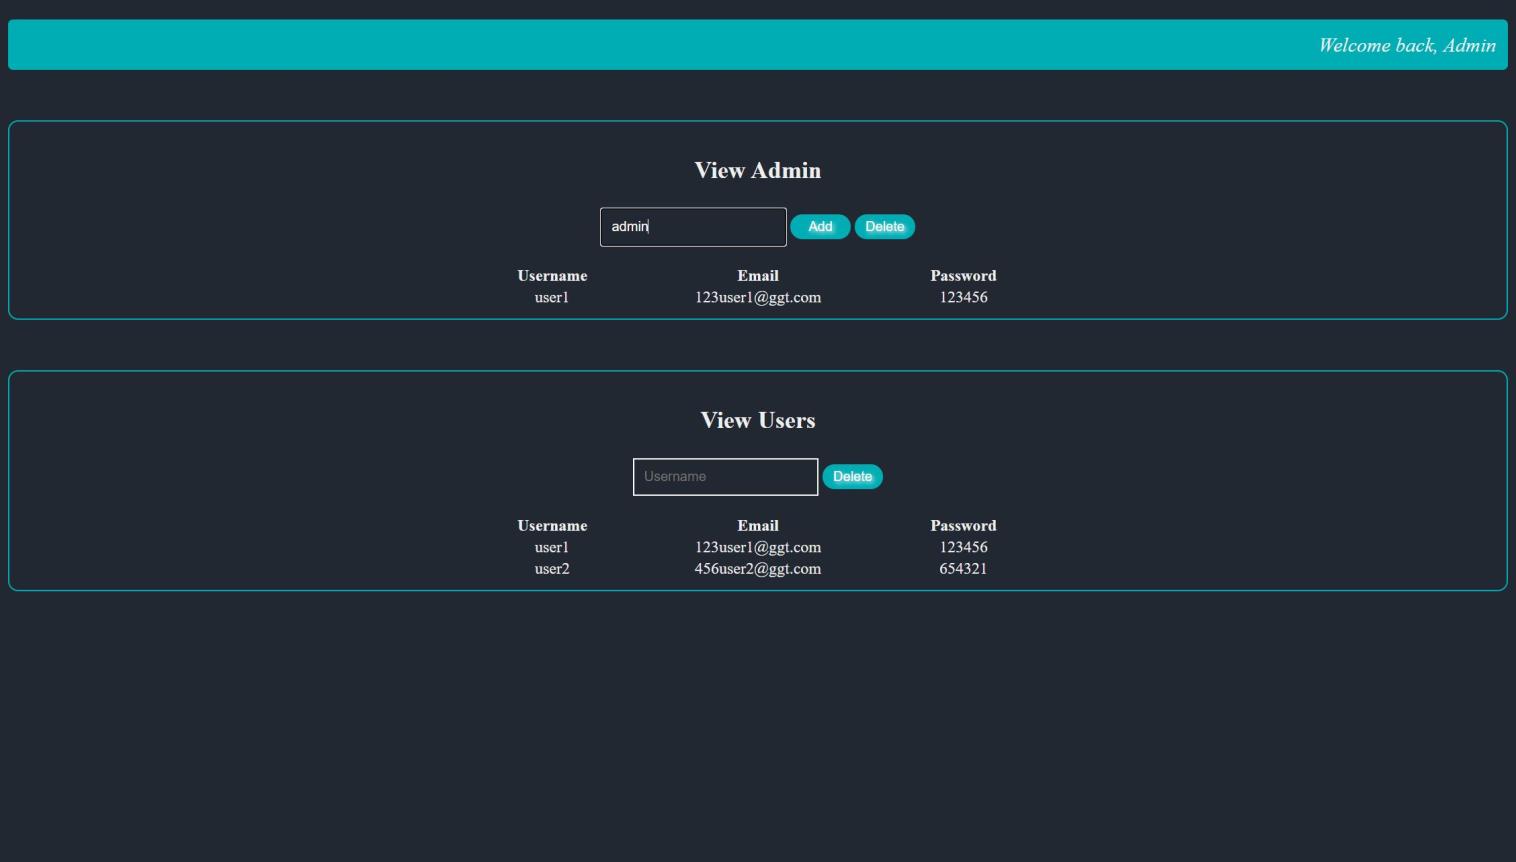 Welcome back, Admin
View Admin
admin Add Delete
Username Email Password
user1 123user1@ggt.com 123456
View Users
Username Delete
Username Email Password
user1 123user1@ggt.com 123456
user2 456user2@ggt.com 654321